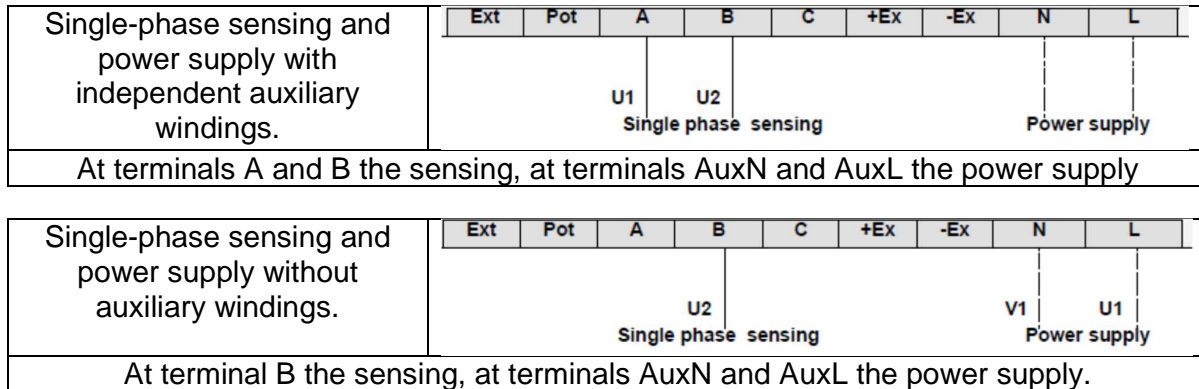 Single-phase sensing and
power supply with
independent auxiliary
windings.
Ext Pot A B C +Ex -Ex N L
U1 U2
Single phase sensing Power supply
At terminals A and B the sensing, at terminals AuxN and AuxL the power supply
Single-phase sensing and
power supply without
auxiliary windings.
Ext Pot A B C +Ex -Ex N L
U2 V1 U1
Single phase sensing Power supply
At terminal B the sensing, at terminals AuxN and AuxL the power supply.